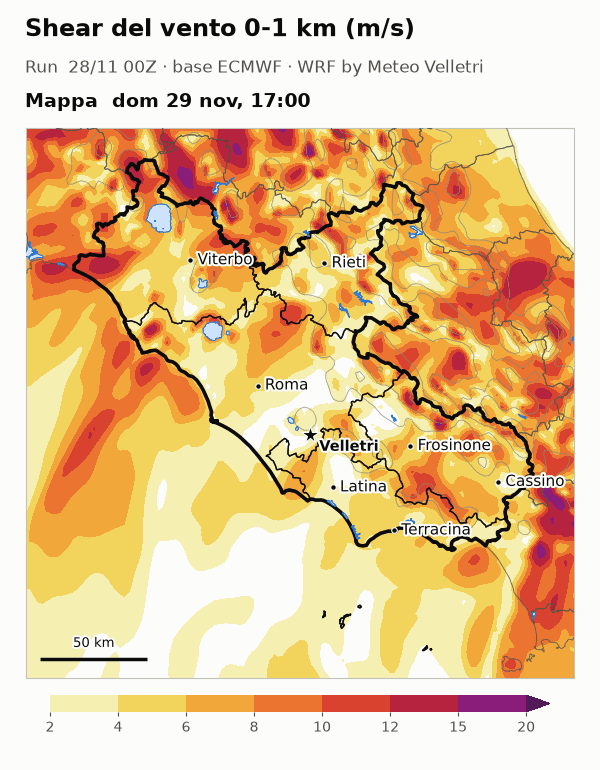 Shear del vento 0-1 km (m/s)
Run  28/11 00Z · base ECMWF · WRF by Meteo Velletri
Mappa  dom 29 nov, 17:00
Viterbo
Rieti
Roma
Velletri
Frosinone
Latina
Cassino
Terracina
50 km
2 4 6 8 10 12 15 20